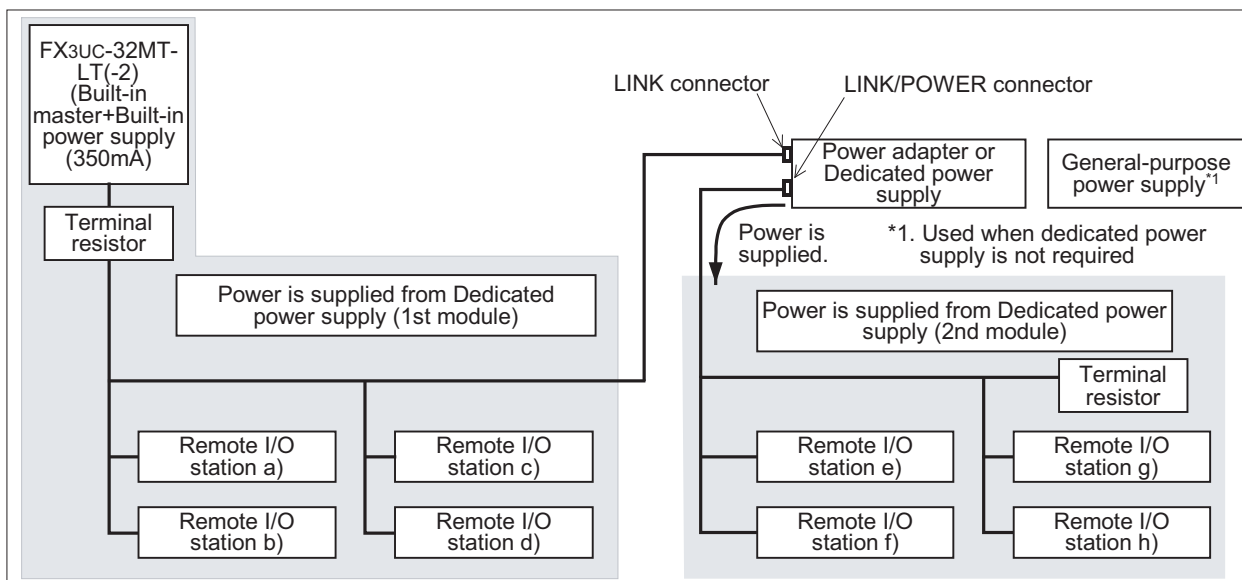 FX3UC-32MT-
LT(-2)
(Built-in
master+Built-in
power supply
(350mA)
Terminal
resistor
Power is supplied from Dedicated
power supply (1st module)
Remote I/O
station a)
Remote I/O
station b)
Remote I/O
station c)
Remote I/O
station d)
LINK connector
LINK/POWER connector
Power adapter or
Dedicated power
supply
General-purpose
power supply*1
Power is
supplied.
*1. Used when dedicated power
supply is not required
Power is supplied from Dedicated power
supply (2nd module)
Terminal
resistor
Remote I/O
station e)
Remote I/O
station f)
Remote I/O
station g)
Remote I/O
station h)